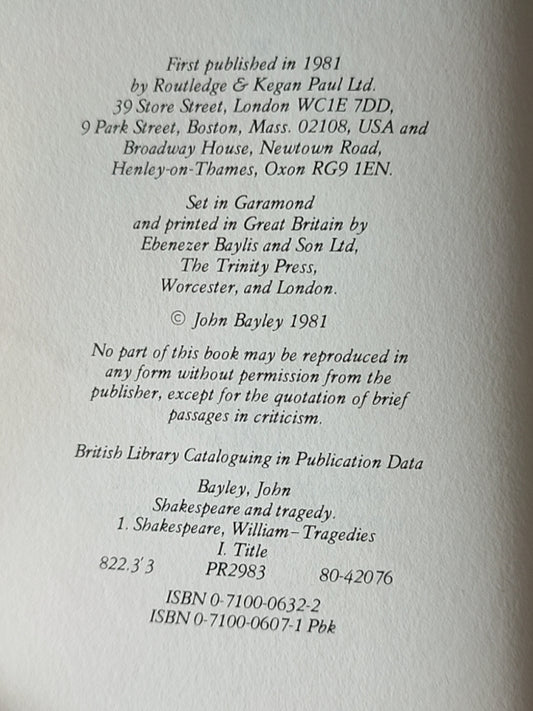 First published in 1981
by Routledge & Kegan Paul Ltd.
39 Store Street, London WC1E 7DD,
9 Park Street, Boston, Mass. 02108, USA and
Broadway House, Newtown Road,
Henley-on-Thames, Oxon RG9 1EN.
Set in Garamond
and printed in Great Britain by
Ebenezer Baylis and Son Ltd,
The Trinity Press,
Worcester, and London.
© John Bayley 1981
No part of this book may be reproduced in
any form without permission from the
publisher, except for the quotation of brief
passages in criticism.
British Library Cataloguing in Publication Data
Bayley, John
Shakespeare and tragedy.
1. Shakespeare, William–Tragedies
I. Title
822.3'3 PR2983 80-42076
ISBN 0-7100-0632-2
ISBN 0-7100-0607-1 Pbk